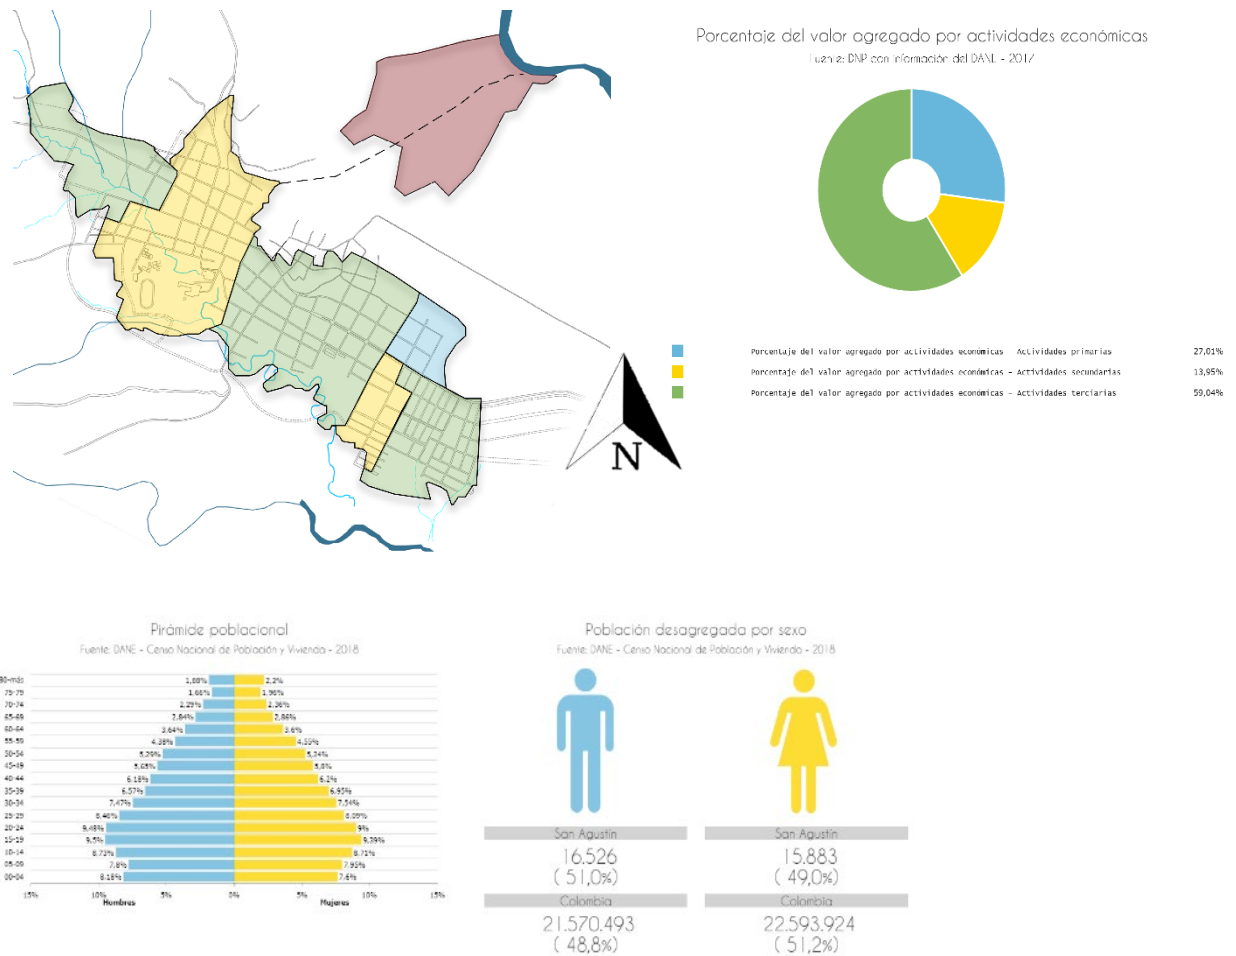 Porcentaje del valor agregado por actividades económicas
Fuente: DNP con información del DANE - 2017
Porcentaje del valor agregado por actividades económicas - Actividades primarias 27,01%
Porcentaje del valor agregado por actividades económicas - Actividades secundarias 13,95%
Porcentaje del valor agregado por actividades económicas - Actividades terciarias 59,04%
N
Pirámide poblacional
Fuente: DANE - Censo Nacional de Población y Vivienda - 2018
80-más 1,88% 2,2%
75-79 1,66% 1,96%
70-74 2,29% 2,36%
65-69 2,84% 2,86%
60-64 3,64% 3,6%
55-59 4,38% 4,55%
50-54 5,29% 5,24%
45-49 5,65% 5,8%
40-44 6,18% 6,2%
35-39 6,57% 6,95%
30-34 7,47% 7,54%
25-29 8,46% 8,09%
20-24 9,48% 9%
15-19 9,5% 9,39%
10-14 8,73% 8,71%
05-09 7,8% 7,95%
00-04 8,18% 7,6%
15% 10% 5% 0% 5% 10% 15%
Hombres Mujeres
Población desagregada por sexo
Fuente: DANE - Censo Nacional de Población y Vivienda - 2018
San Agustín San Agustín
16.526 15.883
( 51,0%) ( 49,0%)
Colombia Colombia
21.570.493 22.593.924
( 48,8%) ( 51,2%)